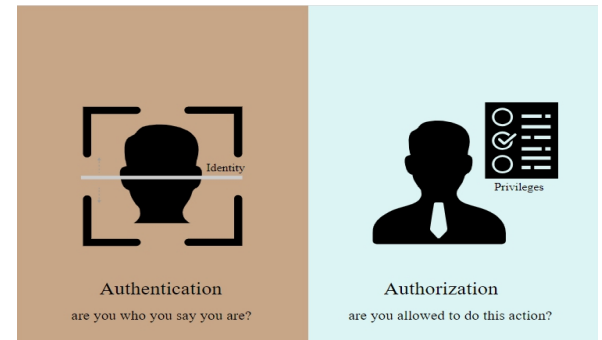 Identity
Authentication
are you who you say you are?
Privileges
Authorization
are you allowed to do this action?